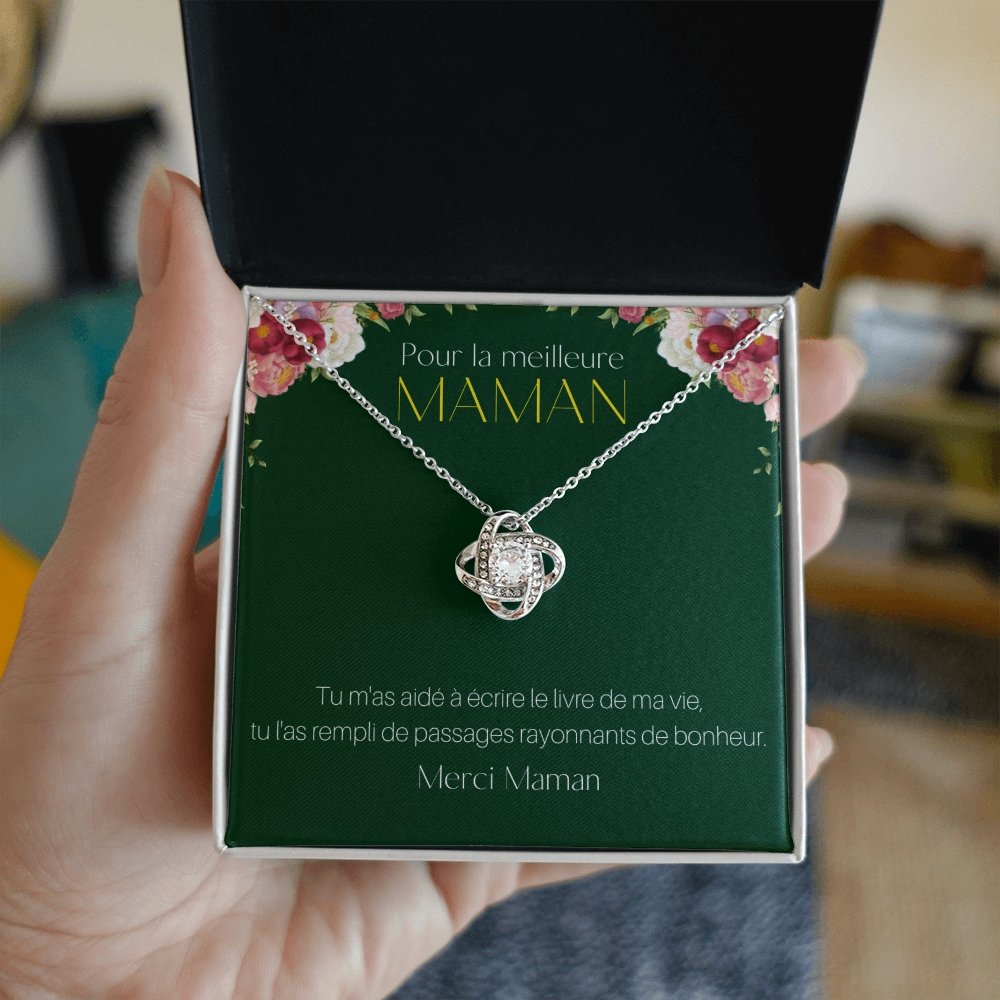 Pour la meilleure
MAMAN
Tu m'as aidé à écrire le livre de ma vie,
tu l'as rempli de passages rayonnants de bonheur.
Merci Maman